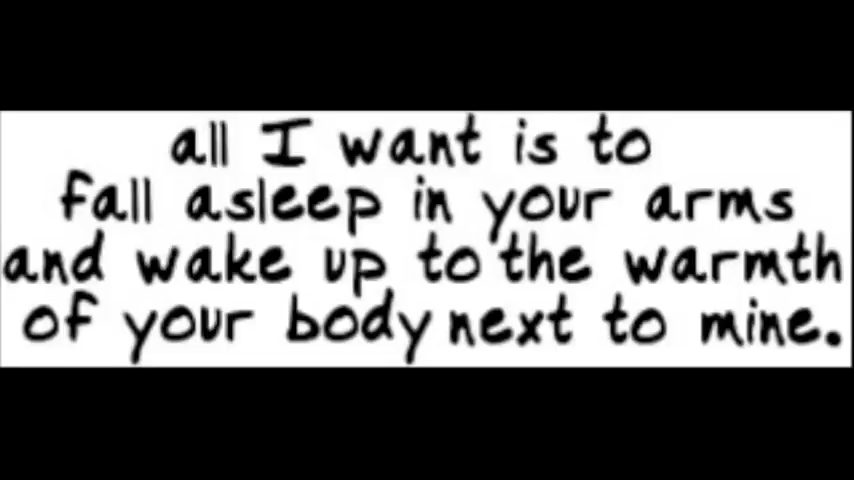 all I want is to
fall asleep in your arms
and wake up to the warmth
of your body next to mine.